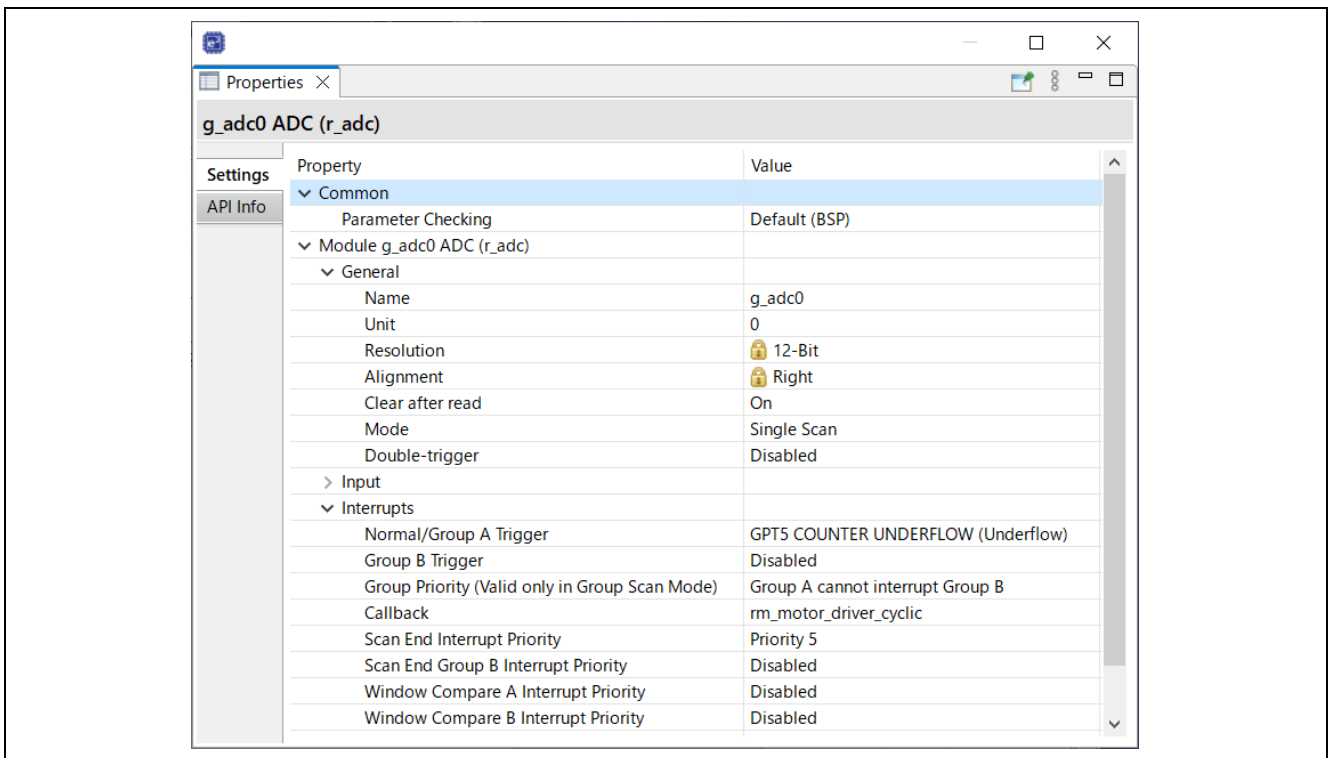 Properties
g_adc0 ADC (r_adc)
Settings
API Info
Property Value
Common
Parameter Checking Default (BSP)
Module g_adc0 ADC (r_adc)
General
Name g_adc0
Unit 0
Resolution 12-Bit
Alignment Right
Clear after read On
Mode Single Scan
Double-trigger Disabled
Input
Interrupts
Normal/Group A Trigger GPT5 COUNTER UNDERFLOW (Underflow)
Group B Trigger Disabled
Group Priority (Valid only in Group Scan Mode) Group A cannot interrupt Group B
Callback rm_motor_driver_cyclic
Scan End Interrupt Priority Priority 5
Scan End Group B Interrupt Priority Disabled
Window Compare A Interrupt Priority Disabled
Window Compare B Interrupt Priority Disabled